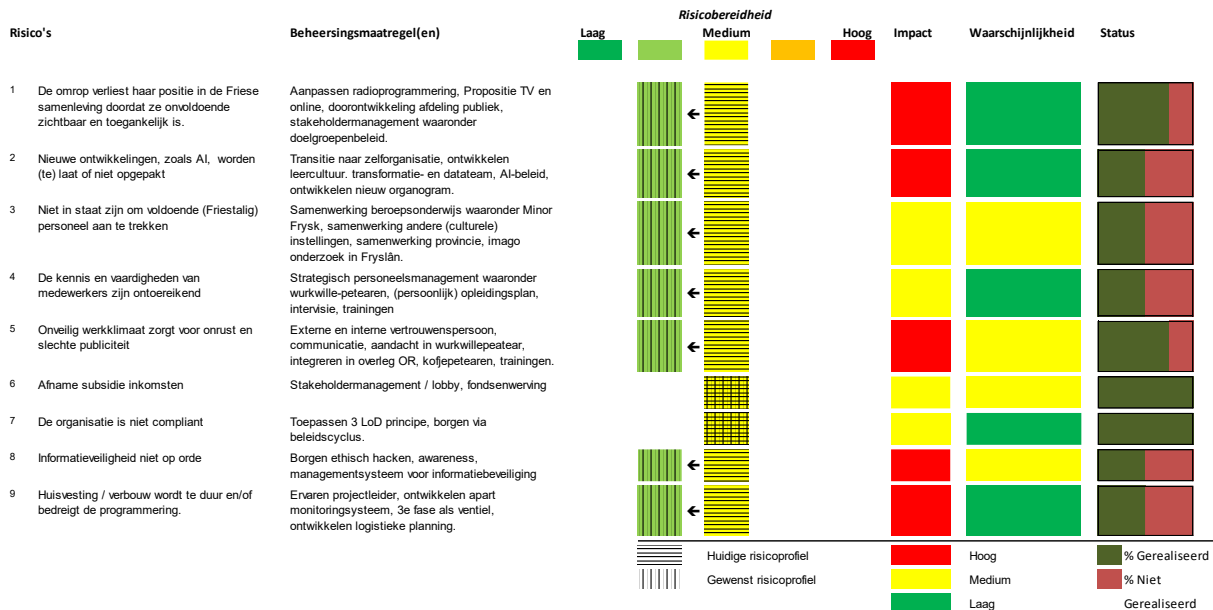 Risicobereidheid
Risico's Beheersingsmaatregel(en) Laag Medium Hoog Impact Waarschijnlijkheid Status
1 De omrop verliest haar positie in de Friese Aanpassen radioprogrammering, Propositie TV en
samenleving doordat ze onvoldoende online, doorontwikkeling afdeling publiek,
zichtbaar en toegankelijk is. stakeholdermanagement waaronder
doelgroepenbeleid.
2 Nieuwe ontwikkelingen, zoals AI, worden Transitie naar zelforganisatie, ontwikkelen
(te) laat of niet opgepakt leercultuur. transformatie- en datateam, AI-beleid,
ontwikkelen nieuw organogram.
3 Niet in staat zijn om voldoende (Friestalig) Samenwerking beroepsonderwijs waaronder Minor
personeel aan te trekken Frysk, samenwerking andere (culturele)
instellingen, samenwerking provincie, imago
onderzoek in Fryslân.
4 De kennis en vaardigheden van Strategisch personeelsmanagement waaronder
medewerkers zijn ontoereikend wurkwille-petearen, (persoonlijk) opleidingsplan,
intervisie, trainingen
5 Onveilig werkklimaat zorgt voor onrust en Externe en interne vertrouwenspersoon,
slechte publiciteit communicatie, aandacht in wurkwillepeatear,
integreren in overleg OR, kofjepetearen, trainingen.
6 Afname subsidie inkomsten Stakeholdermanagement / lobby, fondsenwerving
7 De organisatie is niet compliant Toepassen 3 LoD principe, borgen via
beleidscyclus.
8 Informatieveiligheid niet op orde Borgen ethisch hacken, awareness,
managementsysteem voor informatiebeveiliging
9 Huisvesting / verbouw wordt te duur en/of Ervaren projectleider, ontwikkelen apart
bedreigt de programmering. monitoringsysteem, 3e fase als ventiel,
ontwikkelen logistieke planning.
Huidige risicoprofiel Hoog % Gerealiseerd
Gewenst risicoprofiel Medium % Niet
Laag Gerealiseerd